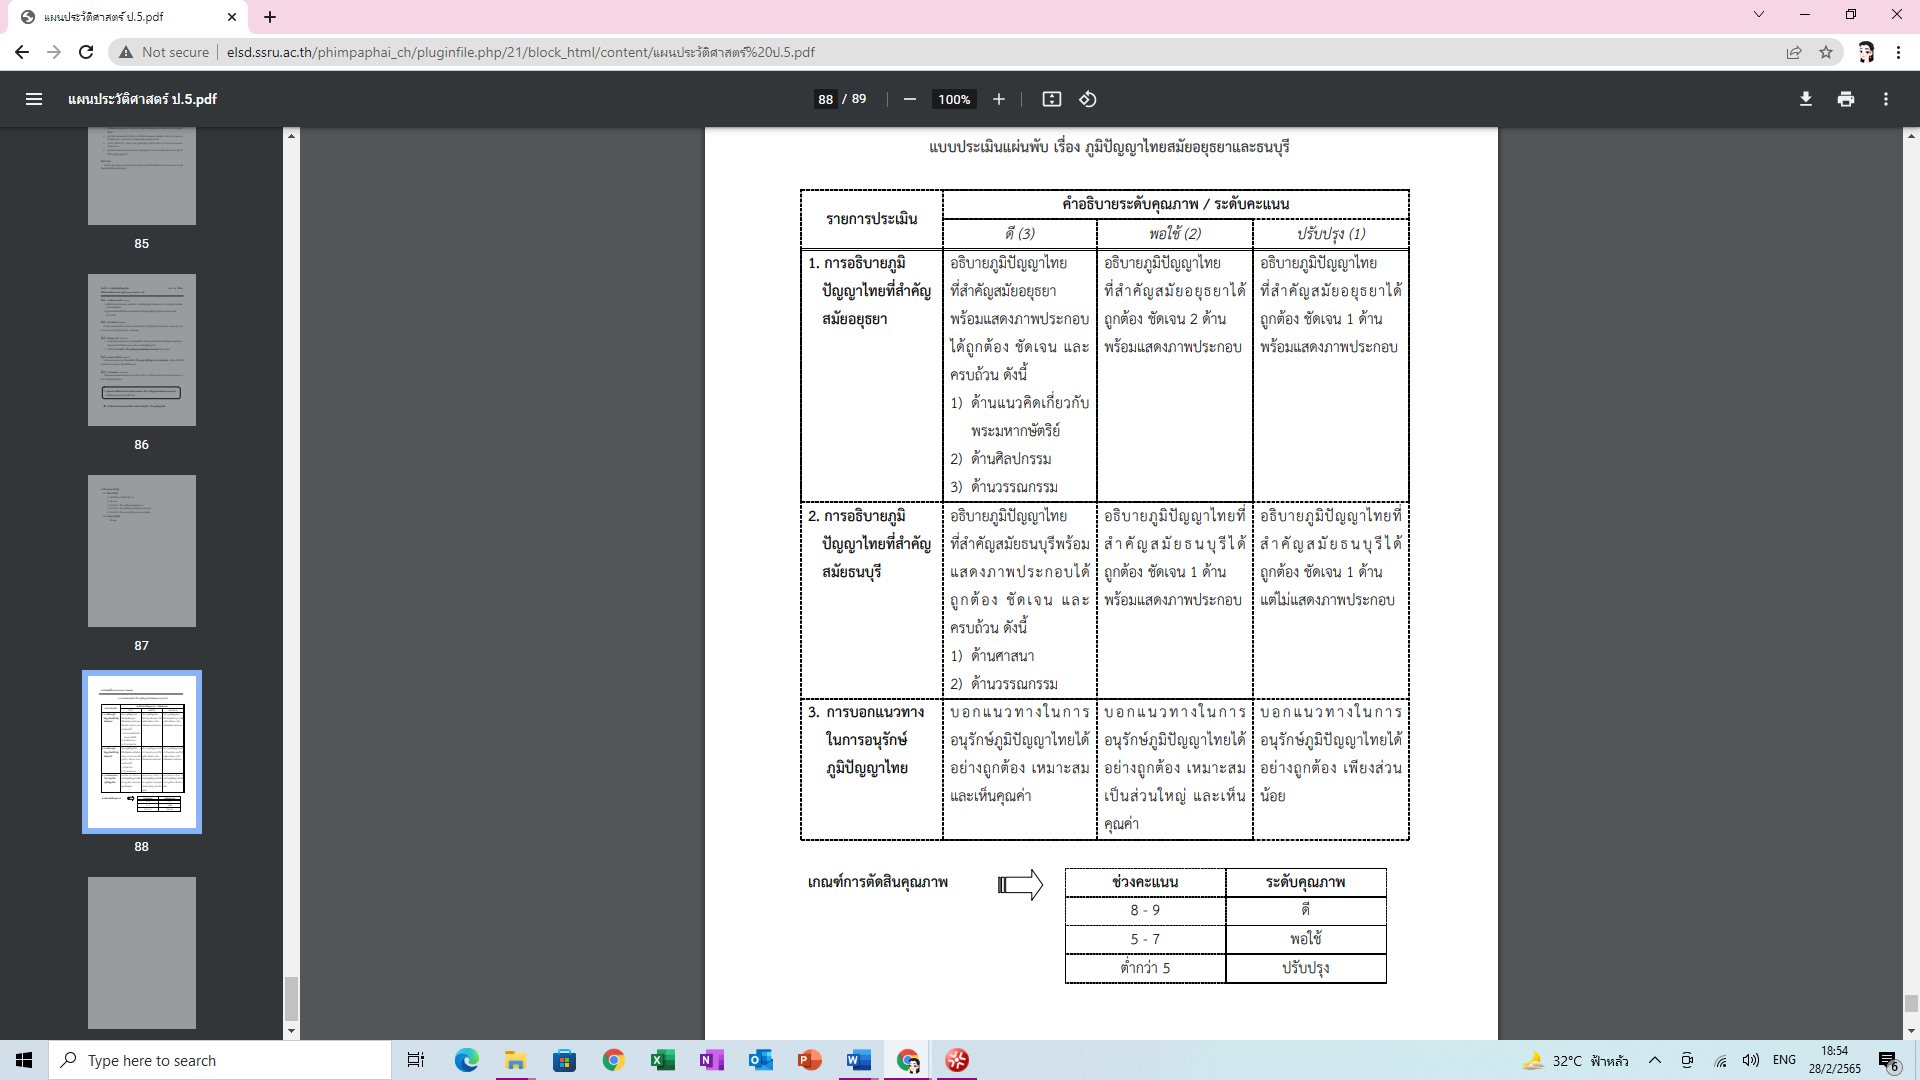 แผนประวัติศาสตร์ ป.5.pdf
Not secure
elsd.ssru.ac.th/phimpaphai_ch/pluginfile.php/21/block_html/content/แผนประวัติศาสตร์%20ป.5.pdf
แผนประวัติศาสตร์ ป.5.pdf
88 / 89
100%
85
86
87
88
แบบประเมินแผ่นพับ เรื่อง ภูมิปัญญาไทยสมัยอยุธยาและธนบุรี
รายการประเมิน
คำอธิบายระดับคุณภาพ / ระดับคะแนน
ดี (3)
พอใช้ (2)
ปรับปรุง (1)
1. การอธิบายภูมิ
ปัญญาไทยที่สำคัญ
สมัยอยุธยา
อธิบายภูมิปัญญาไทย
ที่สำคัญสมัยอยุธยา
พร้อมแสดงภาพประกอบ
ได้ถูกต้อง ชัดเจน และ
ครบถ้วน ดังนี้
1) ด้านแนวคิดเกี่ยวกับ
พระมหากษัตริย์
2) ด้านศิลปกรรม
3) ด้านวรรณกรรม
อธิบายภูมิปัญญาไทย
ที่สำคัญสมัยอยุธยาได้
ถูกต้อง ชัดเจน 2 ด้าน
พร้อมแสดงภาพประกอบ
อธิบายภูมิปัญญาไทย
ที่สำคัญสมัยอยุธยาได้
ถูกต้อง ชัดเจน 1 ด้าน
พร้อมแสดงภาพประกอบ
2. การอธิบายภูมิ
ปัญญาไทยที่สำคัญ
สมัยธนบุรี
อธิบายภูมิปัญญาไทย
ที่สำคัญสมัยธนบุรีพร้อม
แสดงภาพประกอบได้
ถูกต้อง ชัดเจน และ
ครบถ้วน ดังนี้
1) ด้านศาสนา
2) ด้านวรรณกรรม
อธิบายภูมิปัญญาไทยที่
สำคัญสมัยธนบุรีได้
ถูกต้อง ชัดเจน 1 ด้าน
พร้อมแสดงภาพประกอบ
อธิบายภูมิปัญญาไทยที่
สำคัญสมัยธนบุรีได้
ถูกต้อง ชัดเจน 1 ด้าน
แต่ไม่แสดงภาพประกอบ
3. การบอกแนวทาง
ในการอนุรักษ์
ภูมิปัญญาไทย
บอกแนวทางในการ
อนุรักษ์ภูมิปัญญาไทยได้
อย่างถูกต้อง เหมาะสม
และเห็นคุณค่า
บอกแนวทางในการ
อนุรักษ์ภูมิปัญญาไทยได้
อย่างถูกต้อง เหมาะสม
เป็นส่วนใหญ่ และเห็น
คุณค่า
บอกแนวทางในการ
อนุรักษ์ภูมิปัญญาไทยได้
อย่างถูกต้อง เพียงส่วน
น้อย
เกณฑ์การตัดสินคุณภาพ
ช่วงคะแนน
ระดับคุณภาพ
8 - 9
ดี
5 - 7
พอใช้
ต่ำกว่า 5
ปรับปรุง
Type here to search
32°C ฟ้าหลัว
ENG
18:54
28/2/2565
6